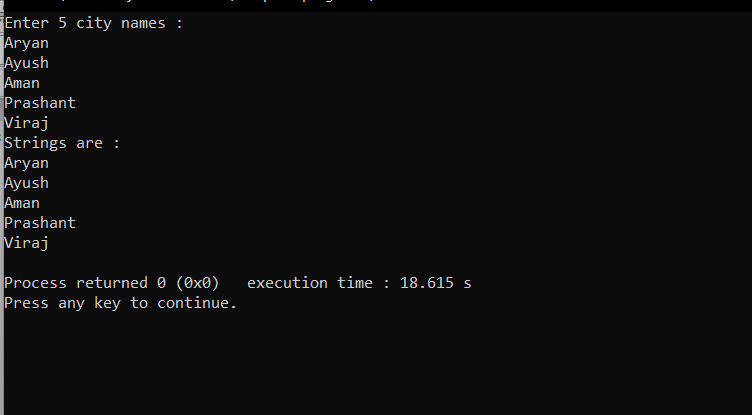 Enter 5 city names :
Aryan
Ayush
Aman
Prashant
Viraj
Strings are :
Aryan
Ayush
Aman
Prashant
Viraj
Process returned 0 (0x0)   execution time : 18.615 s
Press any key to continue.